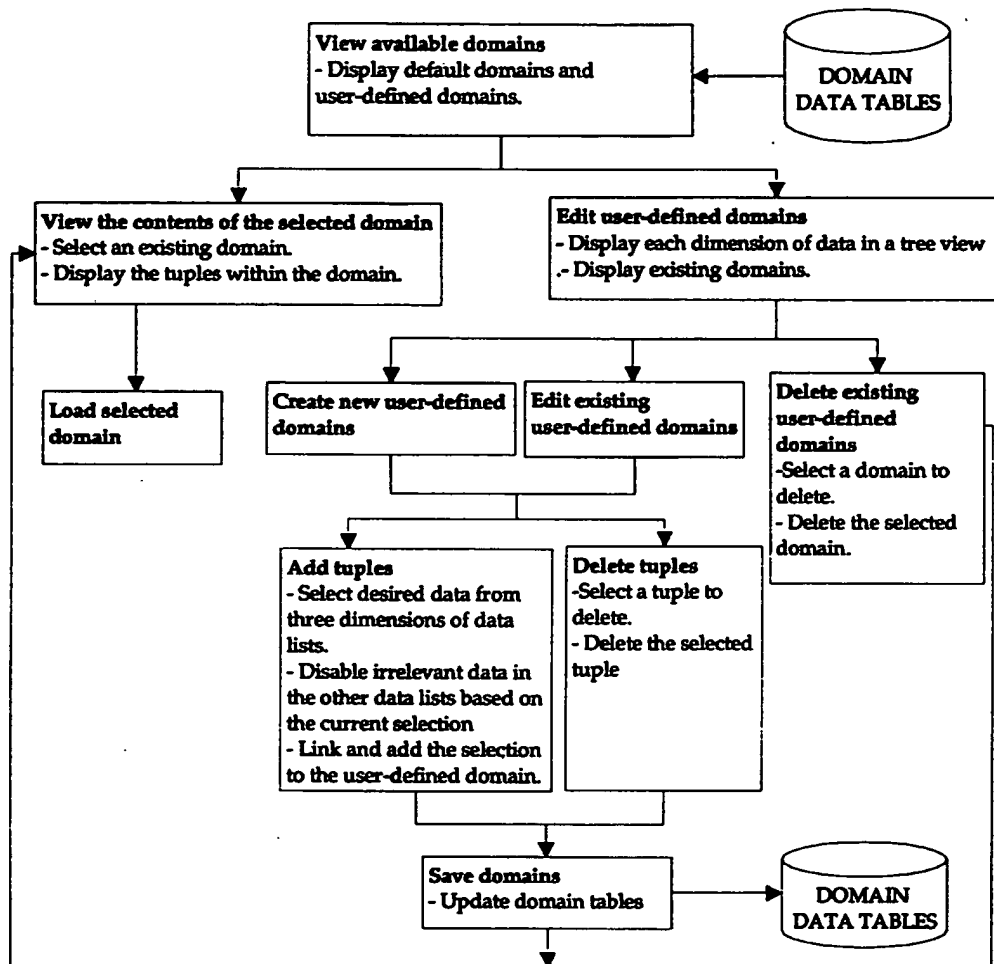 View available domains
- Display default domains and
user-defined domains.
DOMAIN
DATA TABLES
View the contents of the selected domain
- Select an existing domain.
- Display the tuples within the domain.
Edit user-defined domains
- Display each dimension of data in a tree view
.- Display existing domains.
Load selected
domain
Create new user-defined
domains
Edit existing
user-defined domains
Delete existing
user-defined
domains
-Select a domain to
delete.
- Delete the selected
domain.
Add tuples
- Select desired data from
three dimensions of data
lists.
- Disable irrelevant data in
the other data lists based on
the current selection
- Link and add the selection
to the user-defined domain.
Delete tuples
-Select a tuple to
delete.
- Delete the selected
tuple
Save domains
- Update domain tables
DOMAIN
DATA TABLES